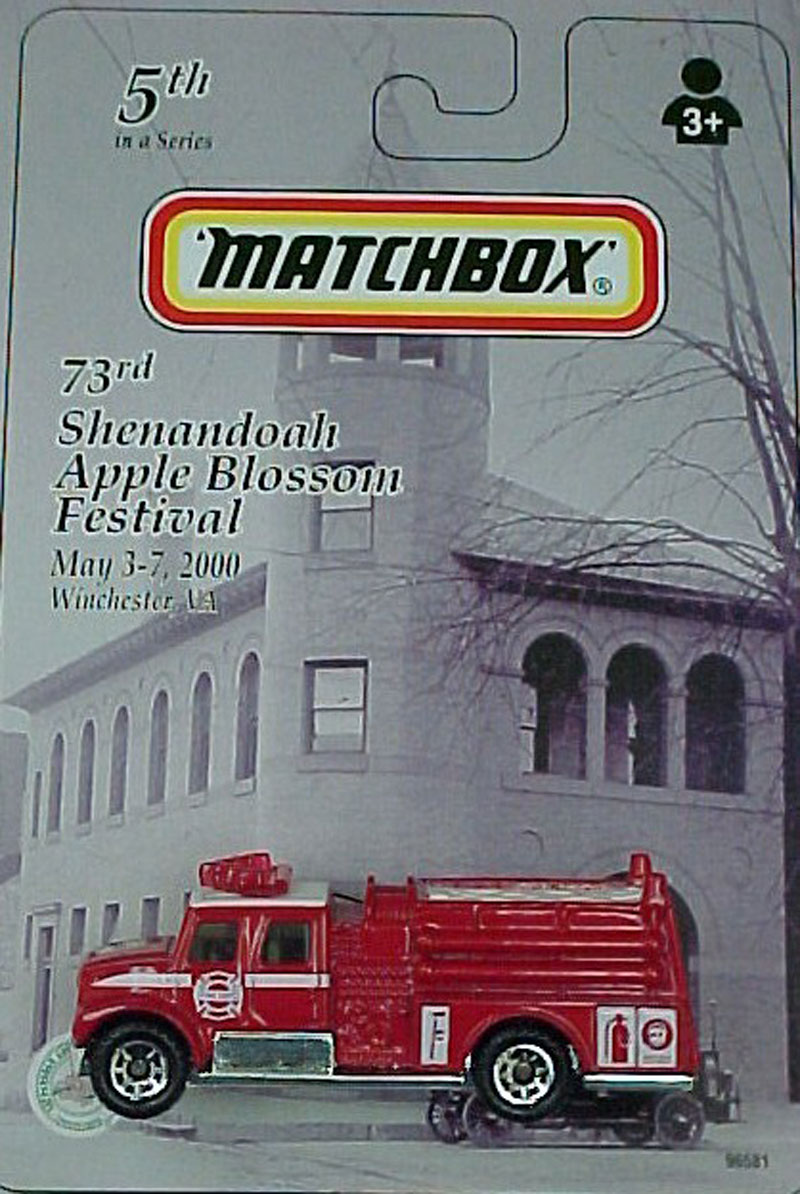 5th
in a Series
3+
'MATCHBOX'®
73rd
Shenandoah
Apple Blossom
Festival
May 3-7, 2000
Winchester, VA
96581